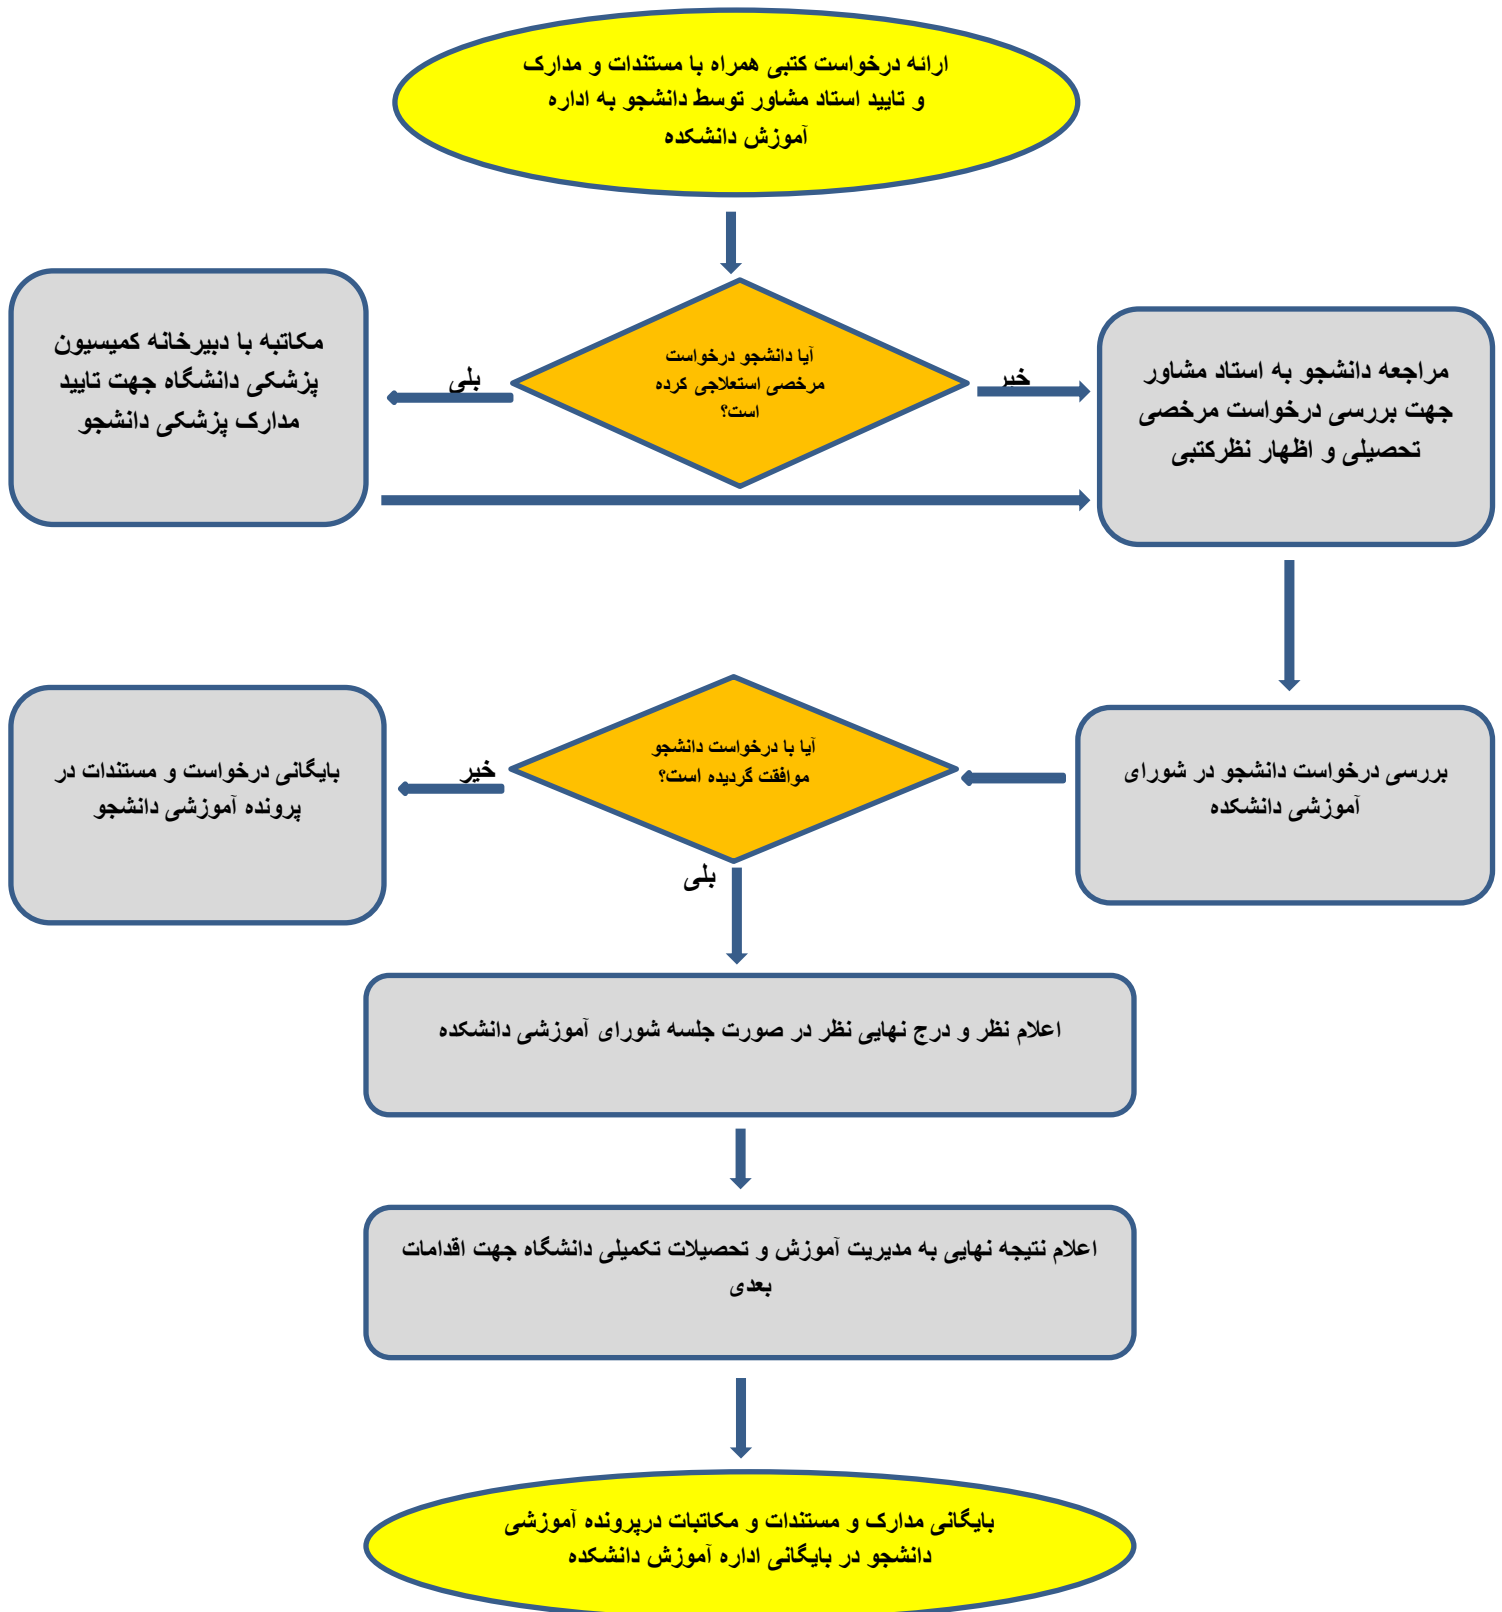 ارائه درخواست کتبی همراه با مستندات و مدارک
و تایید استاد مشاور توسط دانشجو به اداره
آموزش دانشکده
آیا دانشجو درخواست
مرخصی استعلاجی کرده
است؟
خیر
بلی
مراجعه دانشجو به استاد مشاور
جهت بررسی درخواست مرخصی
تحصیلی و اظهار نظرکتبی
مکاتبه با دبیرخانه کمیسیون
پزشکی دانشگاه جهت تایید
مدارک پزشکی دانشجو
بررسی درخواست دانشجو در شورای
آموزشی دانشکده
آیا با درخواست دانشجو
موافقت گردیده است؟
خیر
بایگانی درخواست و مستندات در
پرونده آموزشی دانشجو
بلی
اعلام نظر و درج نهایی نظر در صورت جلسه شورای آموزشی دانشکده
اعلام نتیجه نهایی به مدیریت آموزش و تحصیلات تکمیلی دانشگاه جهت اقدامات
بعدی
بایگانی مدارک و مستندات و مکاتبات درپرونده آموزشی
دانشجو در بایگانی اداره آموزش دانشکده